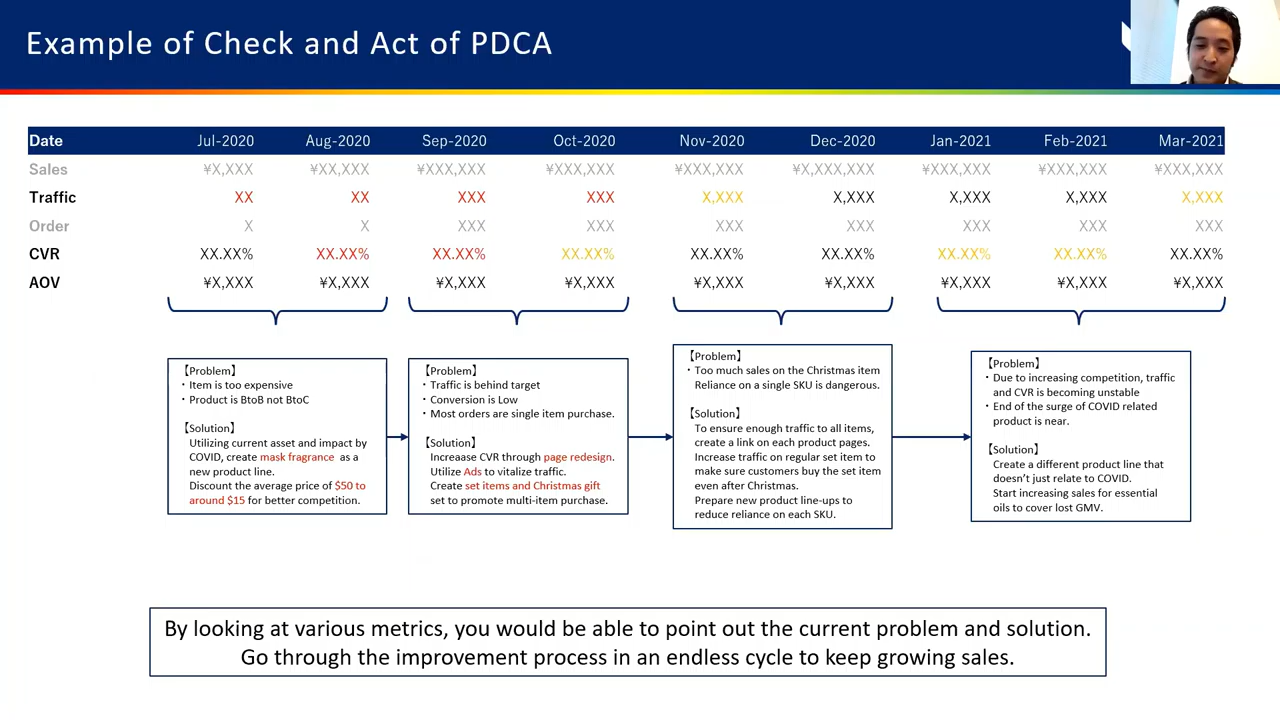 Example of Check and Act of PDCA
Date Jul-2020 Aug-2020 Sep-2020 Oct-2020 Nov-2020 Dec-2020 Jan-2021 Feb-2021 Mar-2021
Sales ¥X,XXX ¥XX,XXX ¥XXX,XXX ¥XXX,XXX ¥XXX,XXX ¥X,XXX,XXX ¥XXX,XXX ¥XXX,XXX ¥XXX,XXX
Traffic XX XX XXX XXX X,XXX X,XXX X,XXX X,XXX X,XXX
Order X X XXX XXX XXX XXX XXX XXX XXX
CVR XX.XX% XX.XX% XX.XX% XX.XX% XX.XX% XX.XX% XX.XX% XX.XX% XX.XX%
AOV ¥X,XXX ¥X,XXX ¥X,XXX ¥X,XXX ¥X,XXX ¥X,XXX ¥X,XXX ¥X,XXX ¥X,XXX
【Problem】
・Item is too expensive
・Product is BtoB not BtoC
【Solution】
Utilizing current asset and impact by
COVID, create mask fragrance as a
new product line.
Discount the average price of $50 to
around $15 for better competition.
【Problem】
・Traffic is behind target
・Conversion is Low
・Most orders are single item purchase.
【Solution】
Increcase CVR through page redesign.
Utilize Ads to vitalize traffic.
Create set items and Christmas gift
set to promote multi-item purchase.
【Problem】
・Too much sales on the Christmas item
Reliance on a single SKU is dangerous.
【Solution】
To ensure enough traffic to all items,
create a link on each product pages.
Increase traffic on regular set item to
make sure customers buy the set item
even after Christmas.
Prepare new product line-ups to
reduce reliance on each SKU.
【Problem】
・Due to increasing competition, traffic
and CVR is becoming unstable
・End of the surge of COVID related
product is near.
【Solution】
Create a different product line that
doesn't just relate to COVID.
Start increasing sales for essential
oils to cover lost GMV.
By looking at various metrics, you would be able to point out the current problem and solution.
Go through the improvement process in an endless cycle to keep growing sales.